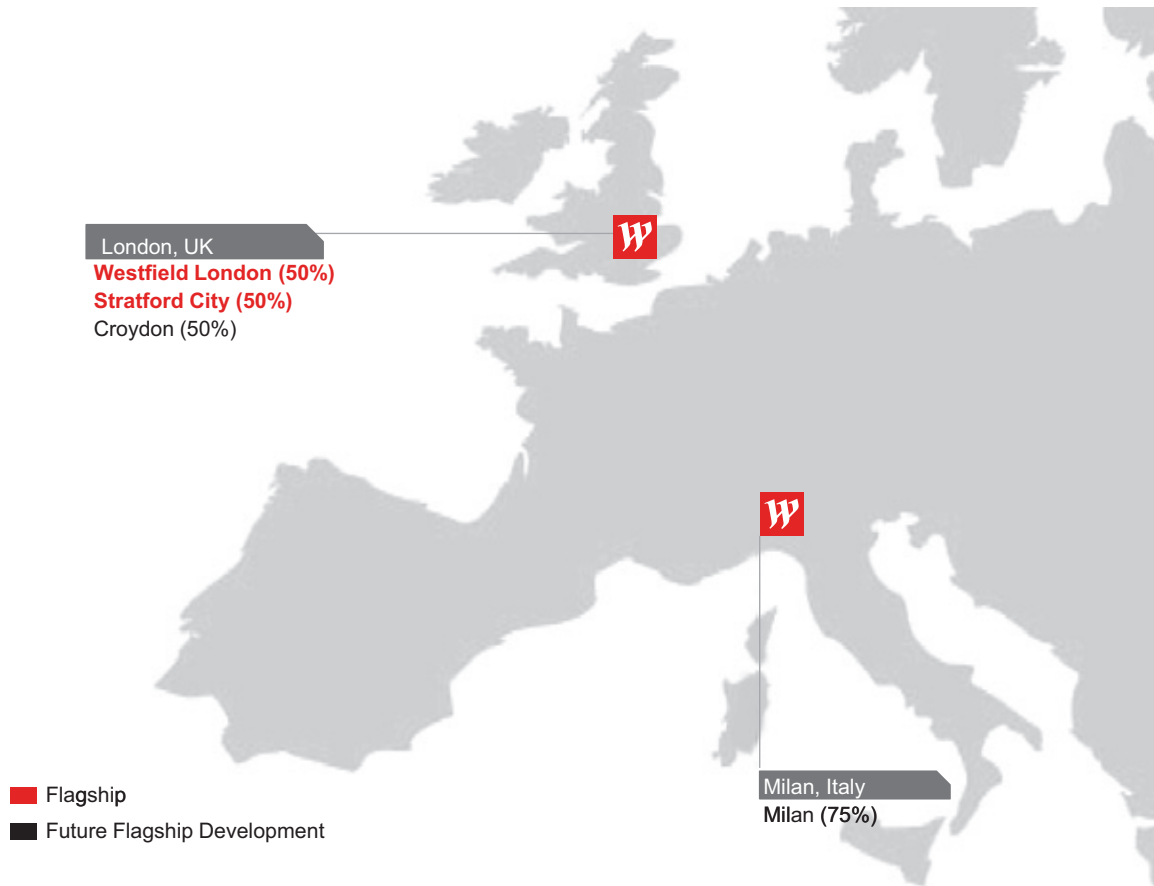 London, UK
Westfield London (50%)
Stratford City (50%)
Croydon (50%)
Milan, Italy
Milan (75%)
Flagship
Future Flagship Development